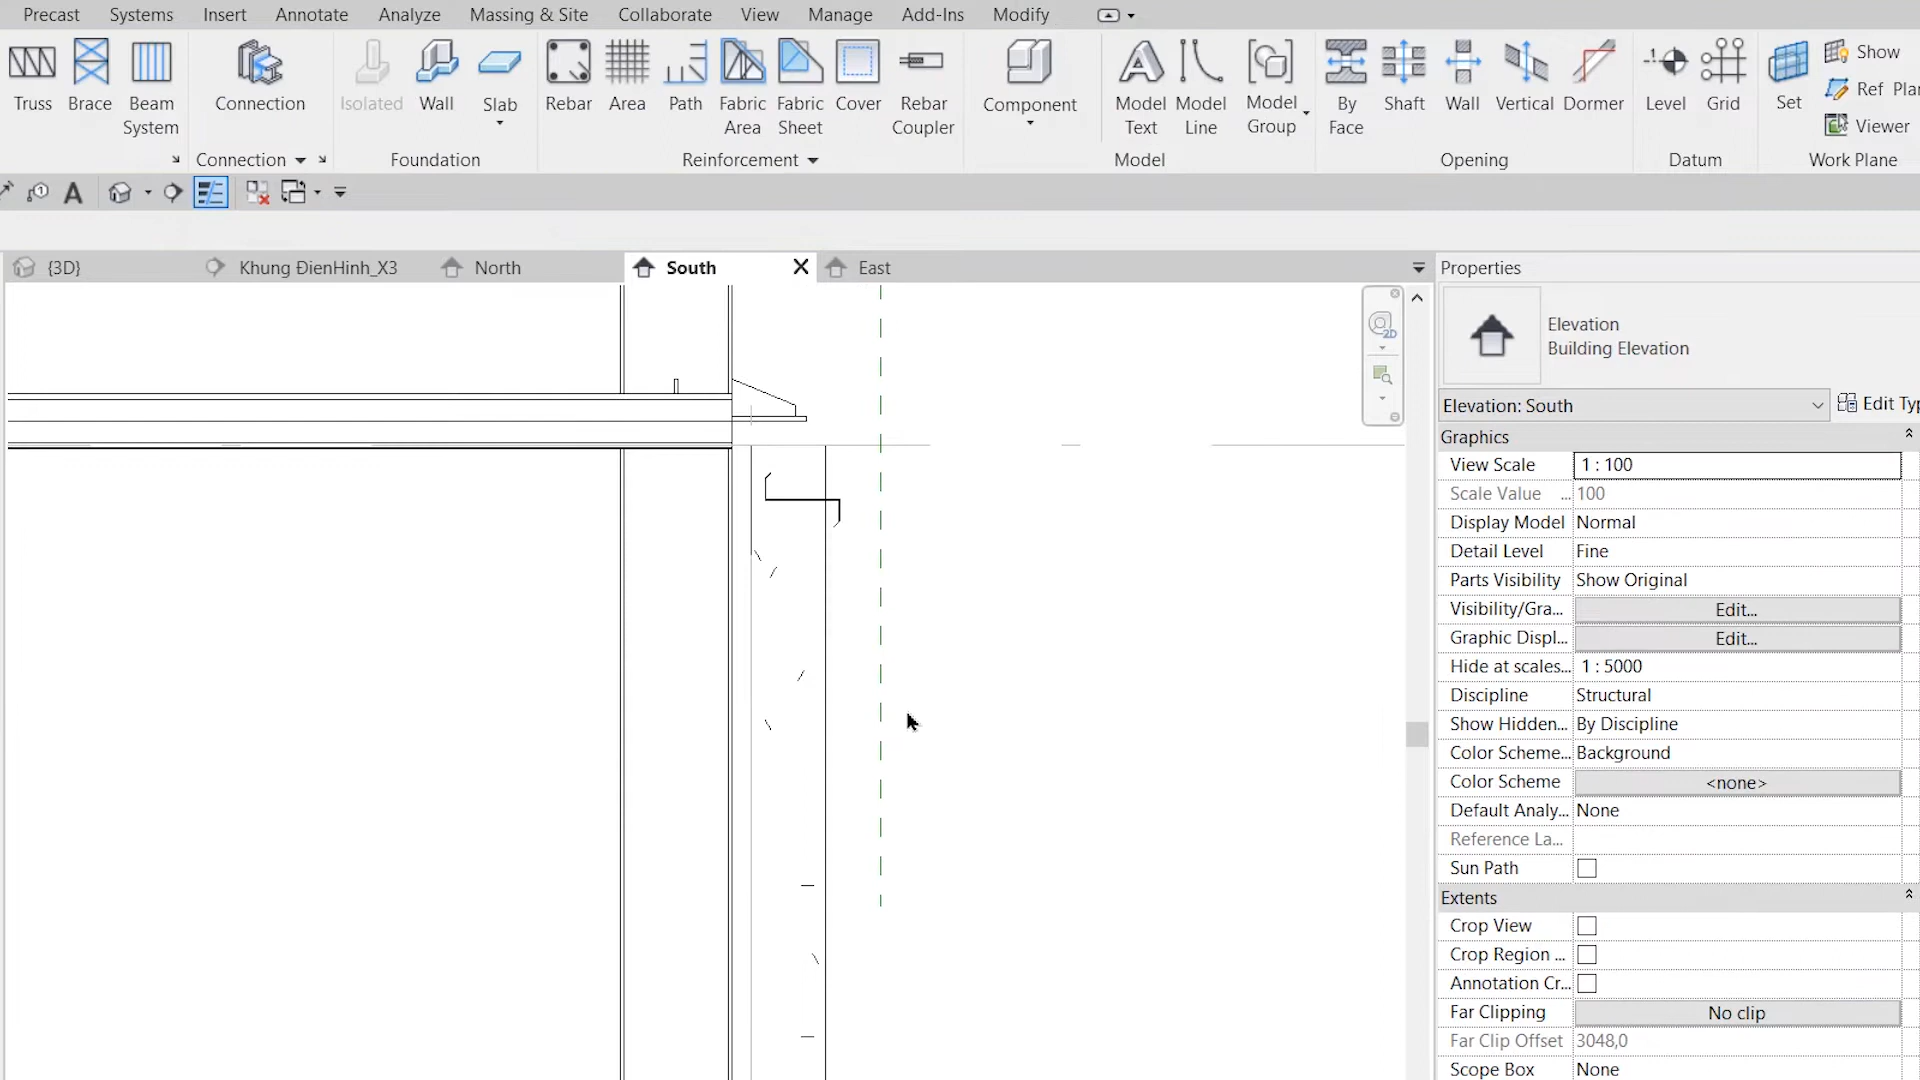 Precast Systems Insert Annotate Analyze Massing & Site Collaborate View Manage Add-Ins Modify
Truss Brace Beam System Connection Isolated Wall Slab Rebar Area Path Fabric Area Fabric Sheet Cover Rebar Coupler Component Model Text Model Line Model Group By Face Shaft Wall Vertical Dormer Level Grid Set Show
Ref Plan
Viewer
Connection Foundation Reinforcement Model Opening Datum Work Plane
A
{3D} Khung ĐienHinh_X3 North South East Properties
2D
Elevation
Building Elevation
Elevation: South Edit Typ
Graphics
View Scale 1 : 100
Scale Value ... 100
Display Model Normal
Detail Level Fine
Parts Visibility Show Original
Visibility/Gra... Edit...
Graphic Displ... Edit...
Hide at scales... 1 : 5000
Discipline Structural
Show Hidden... By Discipline
Color Scheme... Background
Color Scheme <none>
Default Analy... None
Reference La...
Sun Path
Extents
Crop View
Crop Region ...
Annotation Cr...
Far Clipping No clip
Far Clip Offset 3048,0
Scope Box None